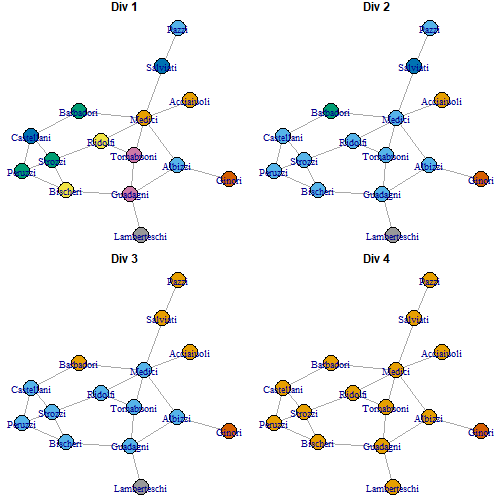 Div 1
Pazzi
Salviati
Acciaiuoli
Barbadori
Medici
Castellani
Ridolfi
Strozzi
Tornabuoni
Peruzzi
Albizzi
Bischeri
Guadagni
Ginori
Lamberteschi
Div 2
Pazzi
Salviati
Acciaiuoli
Barbadori
Medici
Castellani
Ridolfi
Strozzi
Tornabuoni
Peruzzi
Albizzi
Bischeri
Guadagni
Ginori
Lamberteschi
Div 3
Pazzi
Salviati
Acciaiuoli
Barbadori
Medici
Castellani
Ridolfi
Strozzi
Tornabuoni
Peruzzi
Albizzi
Bischeri
Guadagni
Ginori
Lamberteschi
Div 4
Pazzi
Salviati
Acciaiuoli
Barbadori
Medici
Castellani
Ridolfi
Strozzi
Tornabuoni
Peruzzi
Albizzi
Bischeri
Guadagni
Ginori
Lamberteschi